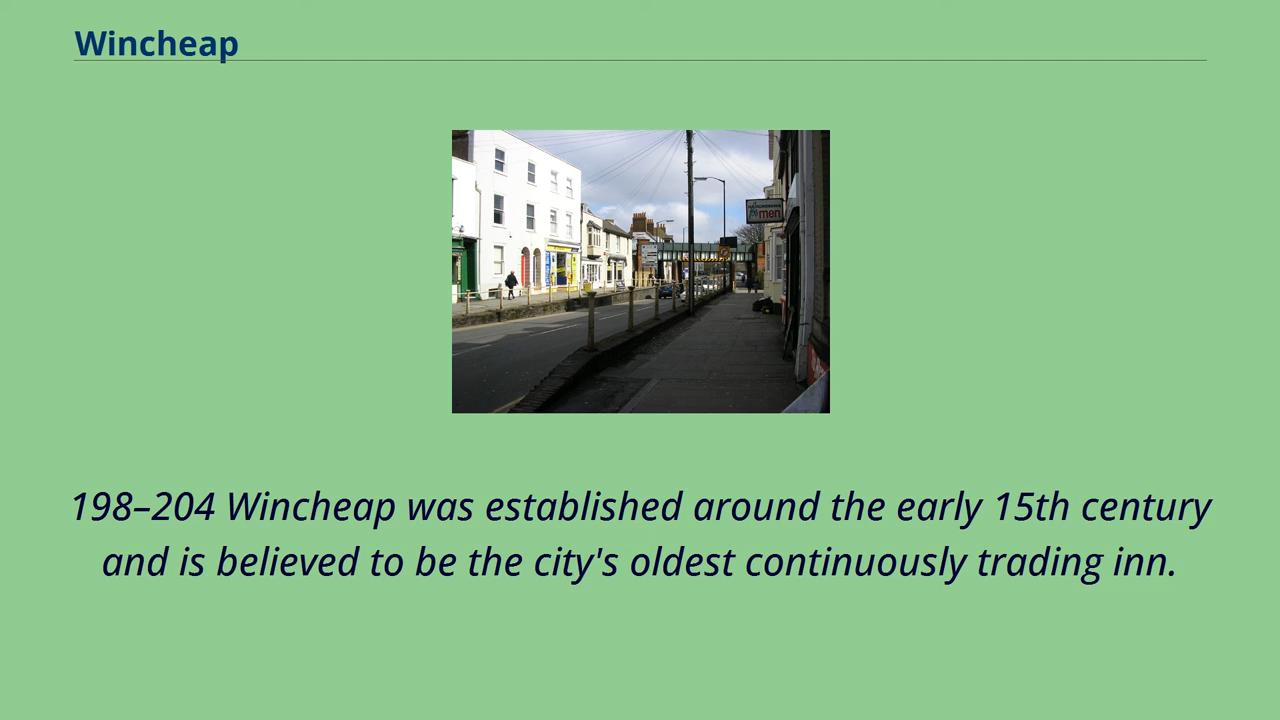 Wincheap
men
198–204 Wincheap was established around the early 15th century
and is believed to be the city's oldest continuously trading inn.